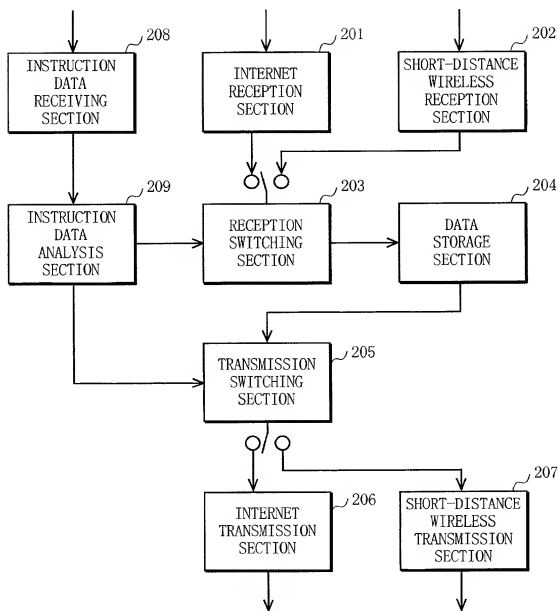 208
INSTRUCTION
DATA
RECEIVING
SECTION
201
INTERNET
RECEPTION
SECTION
202
SHORT-DISTANCE
WIRELESS
RECEPTION
SECTION
209
INSTRUCTION
DATA
ANALYSIS
SECTION
203
RECEPTION
SWITCHING
SECTION
204
DATA
STORAGE
SECTION
205
TRANSMISSION
SWITCHING
SECTION
206
INTERNET
TRANSMISSION
SECTION
207
SHORT-DISTANCE
WIRELESS
TRANSMISSION
SECTION